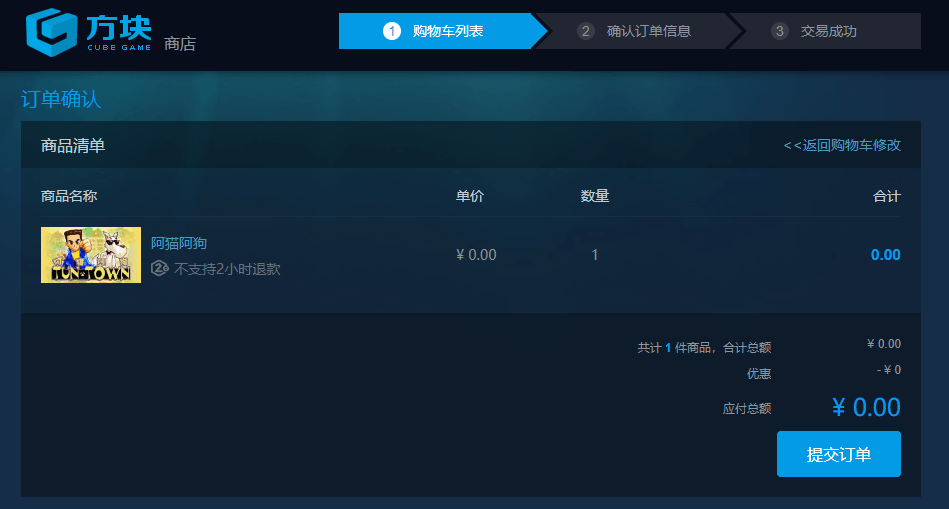 方块
CUBE GAME
商店
1 购物车列表
2 确认订单信息
3 交易成功
订单确认
商品清单
<<返回购物车修改
商品名称 单价 数量 合计
TUN TOWN
阿猫阿狗
¥ 0.00 1 0.00
不支持2小时退款
共计 1 件商品，合计总额 ¥ 0.00
优惠 - ¥ 0
应付总额 ¥ 0.00
提交订单